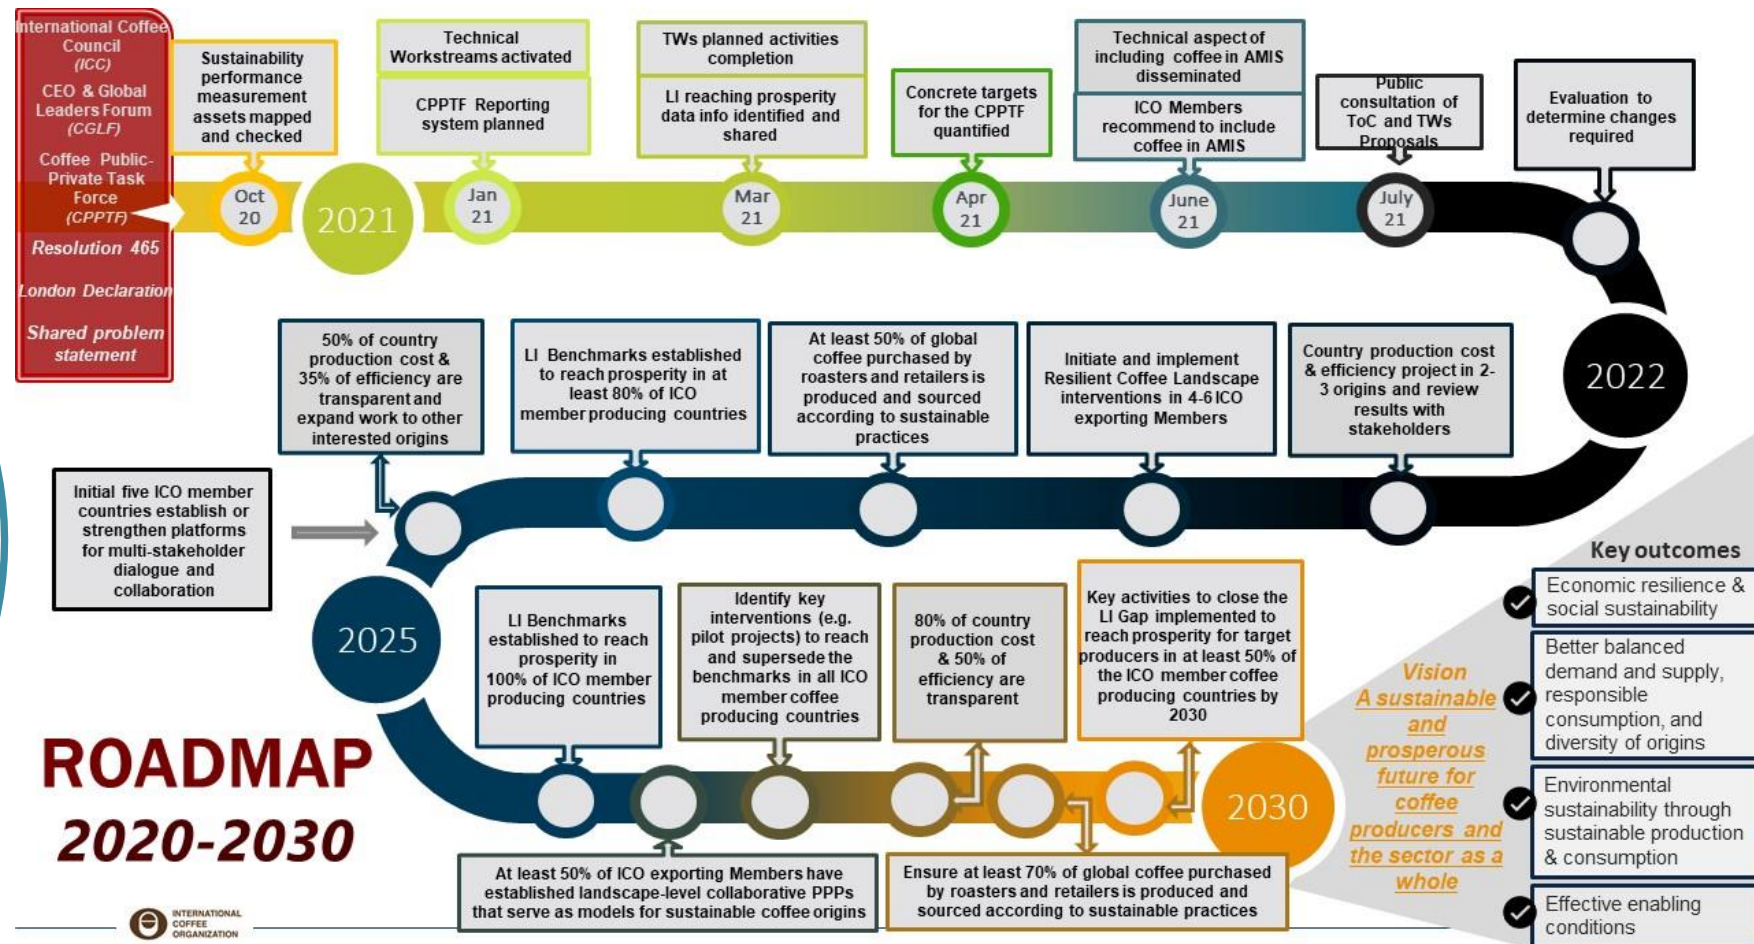 International Coffee
Council
(ICC)
CEO & Global
Leaders Forum
(CGLF)
Coffee Public-
Private Task
Force
(CPPTF)
Resolution 465
London Declaration
Shared problem
statement
Sustainability
performance
measurement
assets mapped
and checked
Technical
Workstreams activated
CPPTF Reporting
system planned
TWs planned activities
completion
LI reaching prosperity
data info identified and
shared
Concrete targets
for the CPPTF
quantified
Technical aspect of
including coffee in AMIS
disseminated
ICO Members
recommend to include
coffee in AMIS
Public
consultation of
ToC and TWs
Proposals
Evaluation to
determine changes
required
Oct
20
2021
Jan
21
Mar
21
Apr
21
June
21
July
21
2022
50% of country
production cost &
35% of efficiency are
transparent and
expand work to other
interested origins
LI Benchmarks established
to reach prosperity in at
least 80% of ICO
member producing countries
At least 50% of global
coffee purchased by
roasters and retailers is
produced and sourced
according to sustainable
practices
Initiate and implement
Resilient Coffee Landscape
interventions in 4-6 ICO
exporting Members
Country production cost
& efficiency project in 2-
3 origins and review
results with
stakeholders
Initial five ICO member
countries establish or
strengthen platforms
for multi-stakeholder
dialogue and
collaboration
2025
LI Benchmarks
established to reach
prosperity in
100% of ICO member
producing countries
Identify key
interventions (e.g.
pilot projects) to reach
and supersede the
benchmarks in all ICO
member coffee
producing countries
80% of country
production cost
& 50% of
efficiency are
transparent
Key activities to close the
LI Gap implemented to
reach prosperity for target
producers in at least 50% of
the ICO member coffee
producing countries by
2030
2030
At least 50% of ICO exporting Members have
established landscape-level collaborative PPPs
that serve as models for sustainable coffee origins
Ensure at least 70% of global coffee purchased
by roasters and retailers is produced and
sourced according to sustainable practices
Vision
A sustainable
and
prosperous
future for
coffee
producers and
the sector as a
whole
Key outcomes
Economic resilience &
social sustainability
Better balanced
demand and supply,
responsible
consumption, and
diversity of origins
Environmental
sustainability through
sustainable production
& consumption
Effective enabling
conditions
ROADMAP
2020-2030
INTERNATIONAL
COFFEE
ORGANIZATION